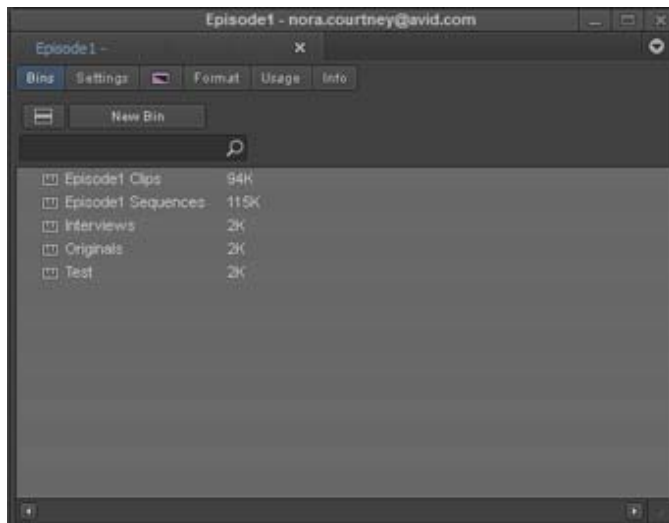 Episode1 - nora.courtney@avid.com
Episode1 -
Bins Settings Format Usage Info
New Bin
Episode1 Clips 94K
Episode1 Sequences 115K
Interviews 2K
Originals 2K
Test 2K